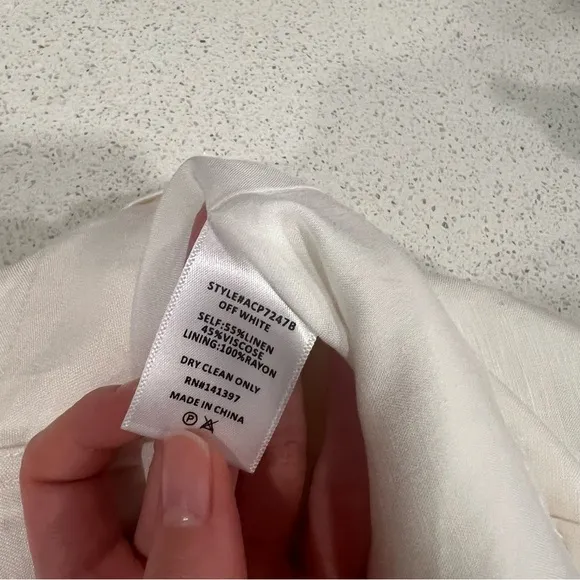 STYLE#ACP7247B
OFF WHITE
SELF:55%LINEN
45%VISCOSE
LINING:100%RAYON
DRY CLEAN ONLY
RN#141397
MADE IN CHINA
P